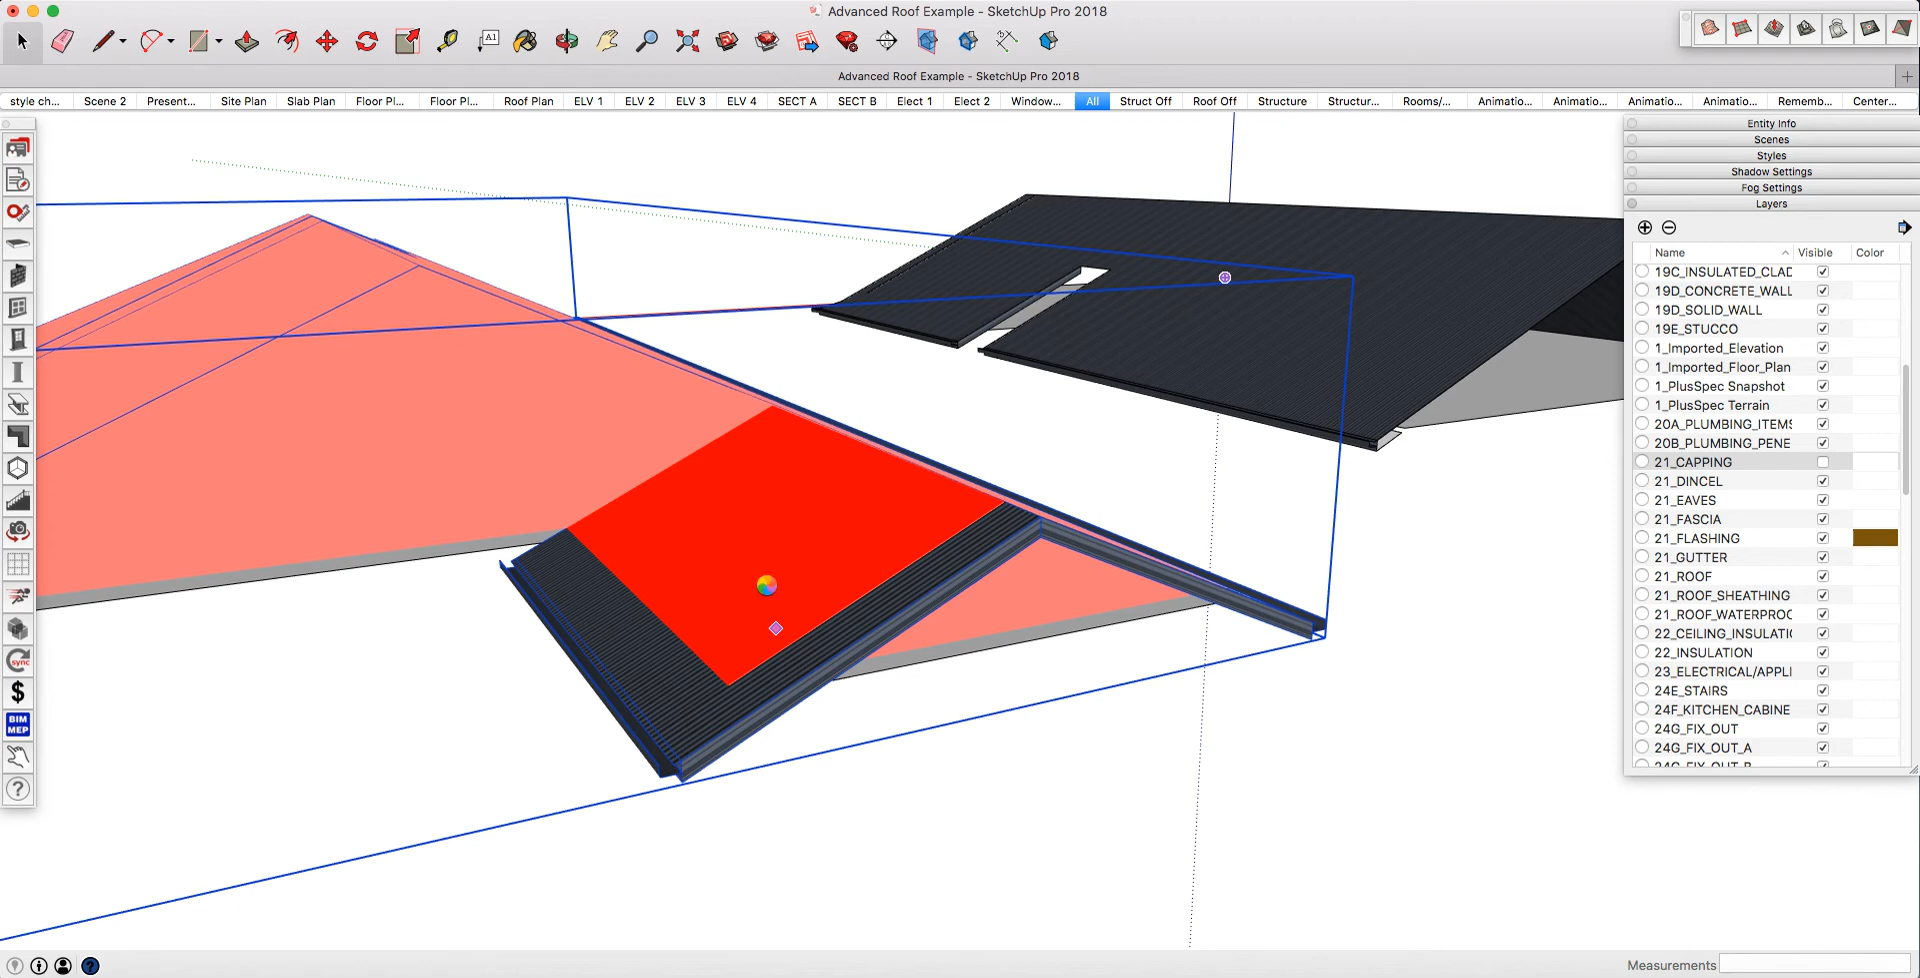 Advanced Roof Example - SketchUp Pro 2018
A1
Advanced Roof Example - SketchUp Pro 2018
style ch... Scene 2 Present... Site Plan Slab Plan Floor Pl... Floor Pl... Roof Plan ELV 1 ELV 2 ELV 3 ELV 4 SECT A SECT B Elect 1 Elect 2 Window... All Struct Off Roof Off Structure Structur... Rooms/... Animatio... Animatio... Animatio... Animatio... Rememb... Center...
Entity Info
Scenes
Styles
Shadow Settings
Fog Settings
Layers
Name Visible Color
19C_INSULATED_CLAD
19D_CONCRETE_WALL
19D_SOLID_WALL
19E_STUCCO
1_Imported_Elevation
1_Imported_Floor_Plan
1_PlusSpec Snapshot
1_PlusSpec Terrain
20A_PLUMBING_ITEMS
20B_PLUMBING_PENE
21_CAPPING
21_DINCEL
21_EAVES
21_FASCIA
21_FLASHING
21_GUTTER
21_ROOF
21_ROOF_SHEATHING
21_ROOF_WATERPROO
22_CEILING_INSULATI
22_INSULATION
23_ELECTRICAL/APPLI
24E_STAIRS
24F_KITCHEN_CABINE
24G_FIX_OUT
24G_FIX_OUT_A
24G_FIX_OUT_B
sync
$
BIM
MEP
?
?
Measurements